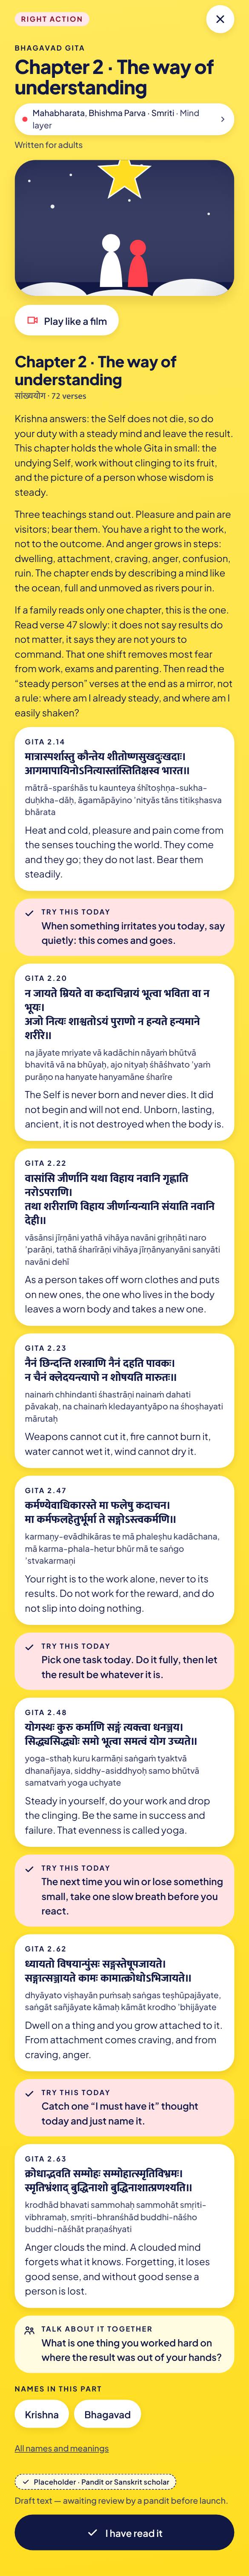 RIGHT ACTION
BHAGAVAD GITA
Chapter 2 · The way of
understanding
Mahabharata, Bhishma Parva · Smriti · Mind
layer
Written for adults
Play like a film
Chapter 2 · The way of
understanding
सांख्ययोग · 72 verses
Krishna answers: the Self does not die, so do
your duty with a steady mind and leave the result.
This chapter holds the whole Gita in small: the
undying Self, work without clinging to its fruit,
and the picture of a person whose wisdom is
steady.
Three teachings stand out. Pleasure and pain are
visitors; bear them. You have a right to the work,
not to the outcome. And anger grows in steps:
dwelling, attachment, craving, anger, confusion,
ruin. The chapter ends by describing a mind like
the ocean, full and unmoved as rivers pour in.
If a family reads only one chapter, this is the one.
Read verse 47 slowly: it does not say results do
not matter, it says they are not yours to
command. That one shift removes most fear
from work, exams and parenting. Then read the
“steady person” verses at the end as a mirror, not
a rule: where am I already steady, and where am I
easily shaken?
GITA 2.14
मात्रास्पर्शास्तु कौन्तेय शीतोष्णसुखदुःखदाः।
आगमापायिनोऽनित्यास्तांस्तितिक्षस्व भारत॥
mātrā-sparśhās tu kaunteya śhītoṣhṇa-sukha-
duḥkha-dāḥ, āgamāpāyino ’nityās tans titikṣhasva
bhārata
Heat and cold, pleasure and pain come from
the senses touching the world. They come
and they go; they do not last. Bear them
steadily.
TRY THIS TODAY
When something irritates you today, say
quietly: this comes and goes.
GITA 2.20
न जायते म्रियते वा कदाचिन्नायं भूत्वा भविता वा न
भूयः।
अजो नित्यः शाश्वतोऽयं पुराणो न हन्यते हन्यमाने
शरीरे॥
na jāyate mriyate vā kadāchin nāyaṁ bhūtvā
bhavitā vā na bhūyaḥ, ajo nityaḥ śhāśhvato ’yaṁ
purāṇo na hanyate hanyamāne śharīre
The Self is never born and never dies. It did
not begin and will not end. Unborn, lasting,
ancient, it is not destroyed when the body is.
GITA 2.22
वासांसि जीर्णानि यथा विहाय नवानि गृह्णाति
नरोऽपराणि।
तथा शरीराणि विहाय जीर्णान्यन्यानि संयाति नवानि
देही॥
vāsānsi jīrṇāni yathā vihāya navāni gṛihṇāti naro
’parāṇi, tathā śharīrāṇi vihāya jīrṇānyanyāni sanyāti
navāni dehī
As a person takes off worn clothes and puts
on new ones, the one who lives in the body
leaves a worn body and takes a new one.
GITA 2.23
नैनं छिन्दन्ति शस्त्राणि नैनं दहति पावकः।
न चैनं क्लेदयन्त्यापो न शोषयति मारुतः॥
nainaṁ chhindanti śhastrāṇi nainaṁ dahati
pāvakaḥ, na chainaṁ kledayantyāpo na śhoṣhayati
mārutaḥ
Weapons cannot cut it, fire cannot burn it,
water cannot wet it, wind cannot dry it.
GITA 2.47
कर्मण्येवाधिकारस्ते मा फलेषु कदाचन।
मा कर्मफलहेतुर्भूर्मा ते सङ्गोऽस्त्वकर्मणि॥
karmaṇy-evādhikāras te mā phaleṣhu kadāchana,
mā karma-phala-hetur bhūr mā te saṅgo
’stvakarmaṇi
Your right is to the work alone, never to its
results. Do not work for the reward, and do
not slip into doing nothing.
TRY THIS TODAY
Pick one task today. Do it fully, then let
the result be whatever it is.
GITA 2.48
योगस्थः कुरु कर्माणि सङ्गं त्यक्त्वा धनञ्जय।
सिद्ध्यसिद्ध्योः समो भूत्वा समत्वं योग उच्यते॥
yoga-sthaḥ kuru karmāṇi saṅgaṁ tyaktvā
dhanañjaya, siddhy-asiddhyoḥ samo bhūtvā
samatvaṁ yoga uchyate
Steady in yourself, do your work and drop
the clinging. Be the same in success and
failure. That evenness is called yoga.
TRY THIS TODAY
The next time you win or lose something
small, take one slow breath before you
react.
GITA 2.62
ध्यायतो विषयान्पुंसः सङ्गस्तेषूपजायते।
सङ्गात्सञ्जायते कामः कामात्क्रोधोऽभिजायते॥
dhyāyato viṣhayān puṁsaḥ saṅgas teṣhūpajāyate,
saṅgāt sañjāyate kāmaḥ kāmāt krodho ’bhijāyate
Dwell on a thing and you grow attached to it.
From attachment comes craving, and from
craving, anger.
TRY THIS TODAY
Catch one “I must have it” thought
today and just name it.
GITA 2.63
क्रोधाद्भवति सम्मोहः सम्मोहात्स्मृतिविभ्रमः।
स्मृतिभ्रंशाद् बुद्धिनाशो बुद्धिनाशात्प्रणश्यति॥
krodhād bhavati sammohaḥ sammohāt smṛiti-
vibhramaḥ, smṛiti-bhranśhād buddhi-nāśho
buddhi-nāśhāt praṇaśhyati
Anger clouds the mind. A clouded mind
forgets what it knows. Forgetting, it loses
good sense, and without good sense a
person is lost.
TALK ABOUT IT TOGETHER
What is one thing you worked hard on
where the result was out of your hands?
NAMES IN THIS PART
Krishna
Bhagavad
All names and meanings
Placeholder · Pandit or Sanskrit scholar
Draft text — awaiting review by a pandit before launch.
I have read it